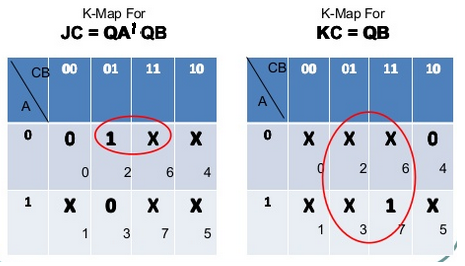 K-Map For
JC = QA' QB
CB 00 01 11 10
A
0 0 1 X X
0 2 6 4
1 X 0 X X
1 3 7 5
K-Map For
KC = QB
CB 00 01 11 10
A
0 X X X 0
0 2 6 4
1 X X 1 X
1 3 7 5